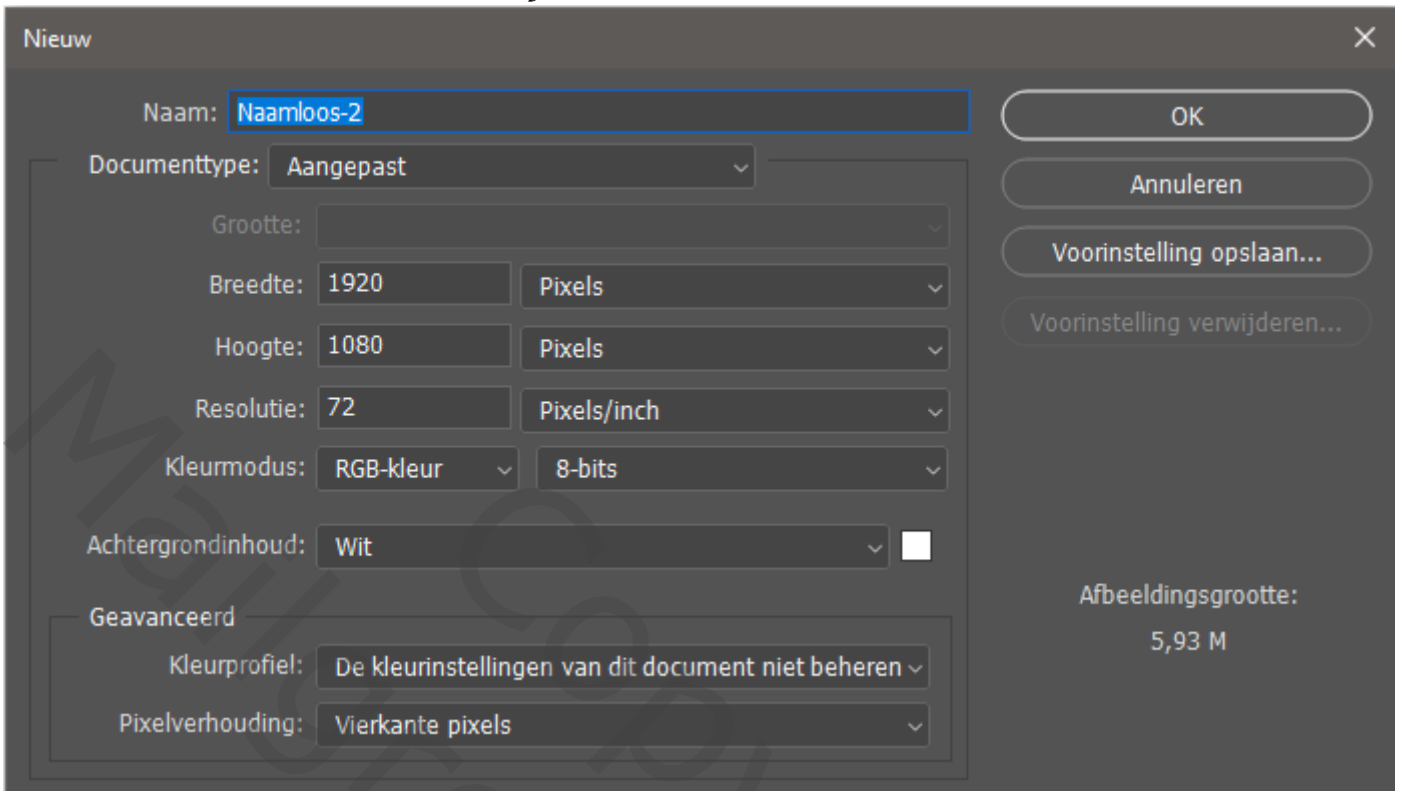 Nieuw
Naam: Naamloos-2
OK
Documenttype: Aangepast
Annuleren
Grootte:
Voorinstelling opslaan...
Breedte: 1920 Pixels
Voorinstelling verwijderen...
Hoogte: 1080 Pixels
Resolutie: 72 Pixels/inch
Kleurmodus: RGB-kleur 8-bits
Achtergrondinhoud: Wit
Afbeeldingsgrootte:
5,93 M
Geavanceerd
Kleurprofiel: De kleurinstellingen van dit document niet beheren
Pixelverhouding: Vierkante pixels